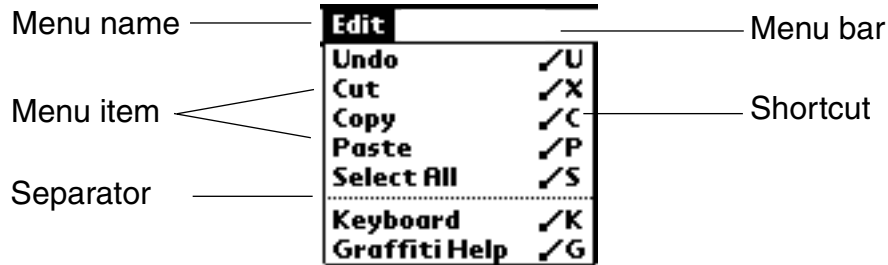 Menu name
Edit
Menu bar
Undo U
Cut X
Menu item
Copy C
Shortcut
Paste P
Select All S
Separator
Keyboard K
Graffiti Help G